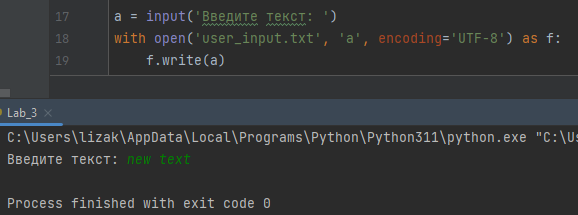 17 a = input('Введите текст: ')
18 with open('user_input.txt', 'a', encoding='UTF-8') as f:
19 f.write(a)
Lab_3 ×
C:\Users\lizak\AppData\Local\Programs\Python\Python311\python.exe "C:\Us
Введите текст: new text
Process finished with exit code 0